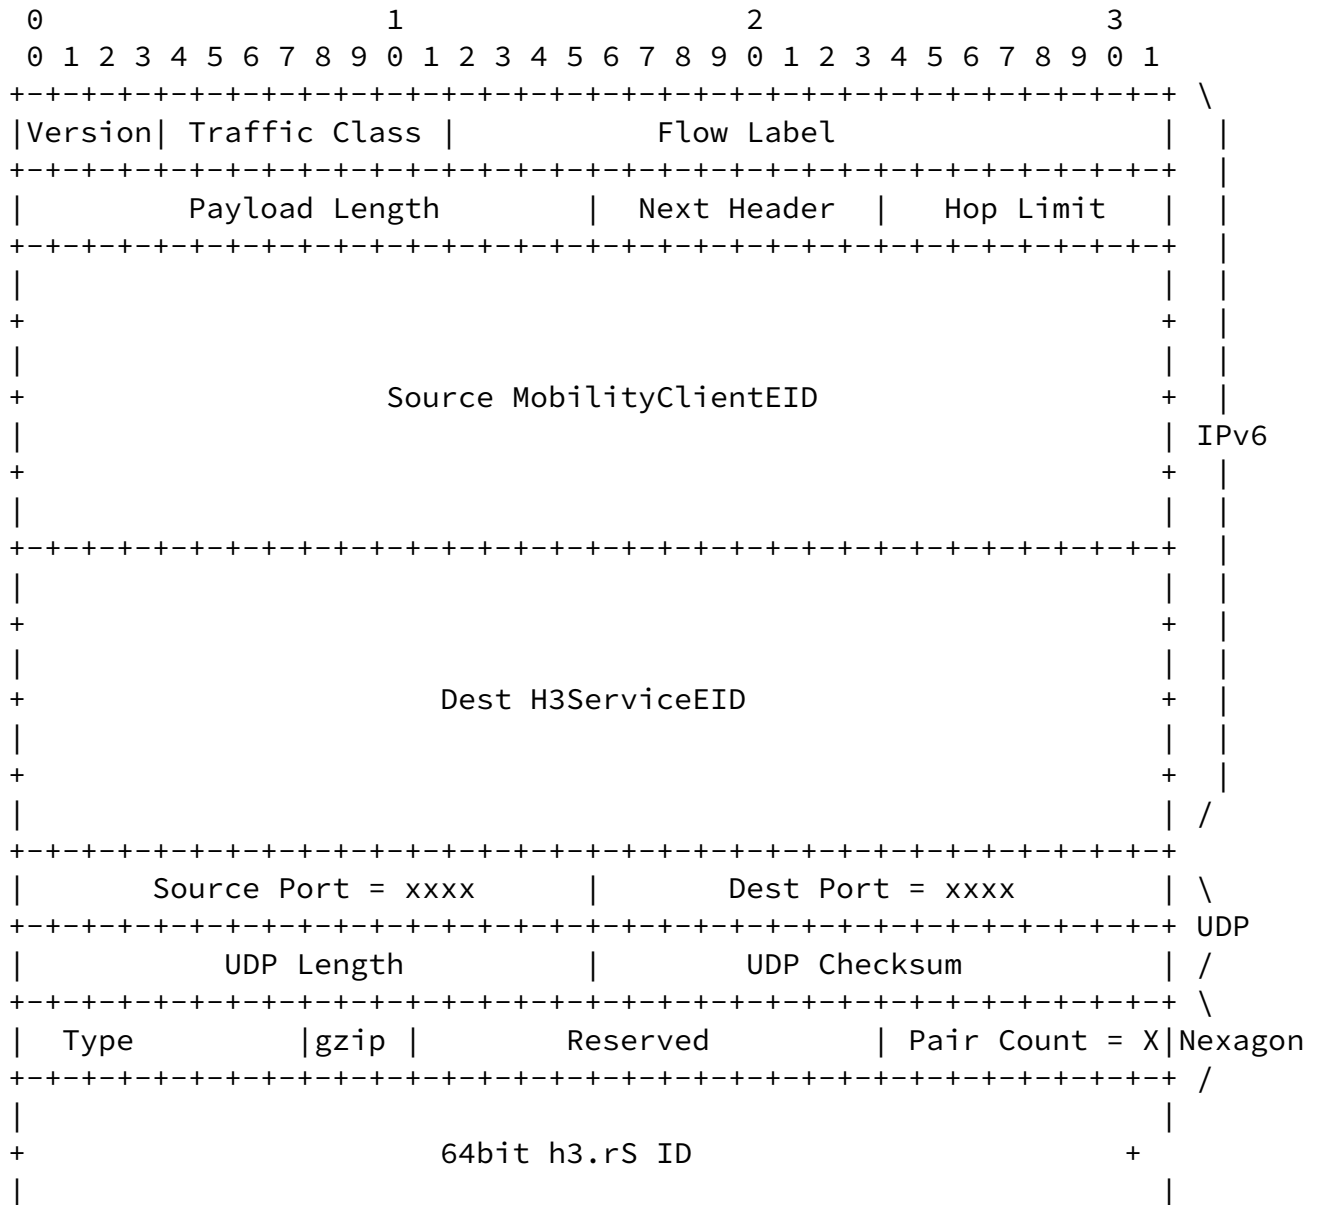 0                   1                   2                   3
 0 1 2 3 4 5 6 7 8 9 0 1 2 3 4 5 6 7 8 9 0 1 2 3 4 5 6 7 8 9 0 1
+-+-+-+-+-+-+-+-+-+-+-+-+-+-+-+-+-+-+-+-+-+-+-+-+-+-+-+-+-+-+-+-+ \
|Version| Traffic Class |           Flow Label                  |  |
+-+-+-+-+-+-+-+-+-+-+-+-+-+-+-+-+-+-+-+-+-+-+-+-+-+-+-+-+-+-+-+-+  |
|         Payload Length        |  Next Header  |   Hop Limit   |  |
+-+-+-+-+-+-+-+-+-+-+-+-+-+-+-+-+-+-+-+-+-+-+-+-+-+-+-+-+-+-+-+-+  |
|                                                               |  |
+                                                               +  |
|                                                               |  |
+                    Source MobilityClientEID                   +  |
|                                                               | IPv6
+                                                               +  |
|                                                               |  |
+-+-+-+-+-+-+-+-+-+-+-+-+-+-+-+-+-+-+-+-+-+-+-+-+-+-+-+-+-+-+-+-+  |
|                                                               |  |
+                                                               +  |
|                                                               |  |
+                       Dest H3ServiceEID                       +  |
|                                                               |  |
+                                                               +  |
|                                                               | /
+-+-+-+-+-+-+-+-+-+-+-+-+-+-+-+-+-+-+-+-+-+-+-+-+-+-+-+-+-+-+-+-+
|       Source Port = xxxx      |       Dest Port = xxxx        | \
+-+-+-+-+-+-+-+-+-+-+-+-+-+-+-+-+-+-+-+-+-+-+-+-+-+-+-+-+-+-+-+-+ UDP
|           UDP Length          |        UDP Checksum           | /
+-+-+-+-+-+-+-+-+-+-+-+-+-+-+-+-+-+-+-+-+-+-+-+-+-+-+-+-+-+-+-+-+ \
|  Type         |gzip |        Reserved         | Pair Count = X|Nexagon
+-+-+-+-+-+-+-+-+-+-+-+-+-+-+-+-+-+-+-+-+-+-+-+-+-+-+-+-+-+-+-+-+ /
|                                                               |
+                       64bit h3.rS ID                        +
|                                                               |